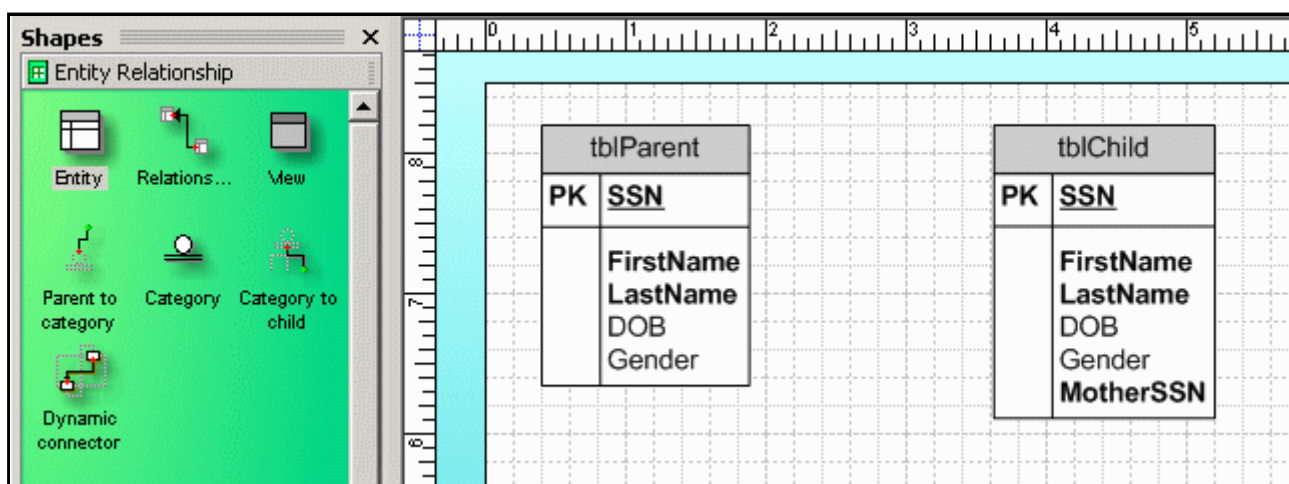 Shapes
Entity Relationship
Entity
Relations...
View
Parent to
category
Category
Category to
child
Dynamic
connector
0 1 2 3 4 5
8
7
6
tblParent
PK SSN
FirstName
LastName
DOB
Gender
tblChild
PK SSN
FirstName
LastName
DOB
Gender
MotherSSN